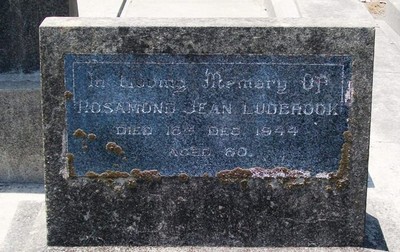 In Loving Memory Of
ROSAMOND JEAN LUDBROOK
DIED 18TH DEC. 1944
AGED 60.